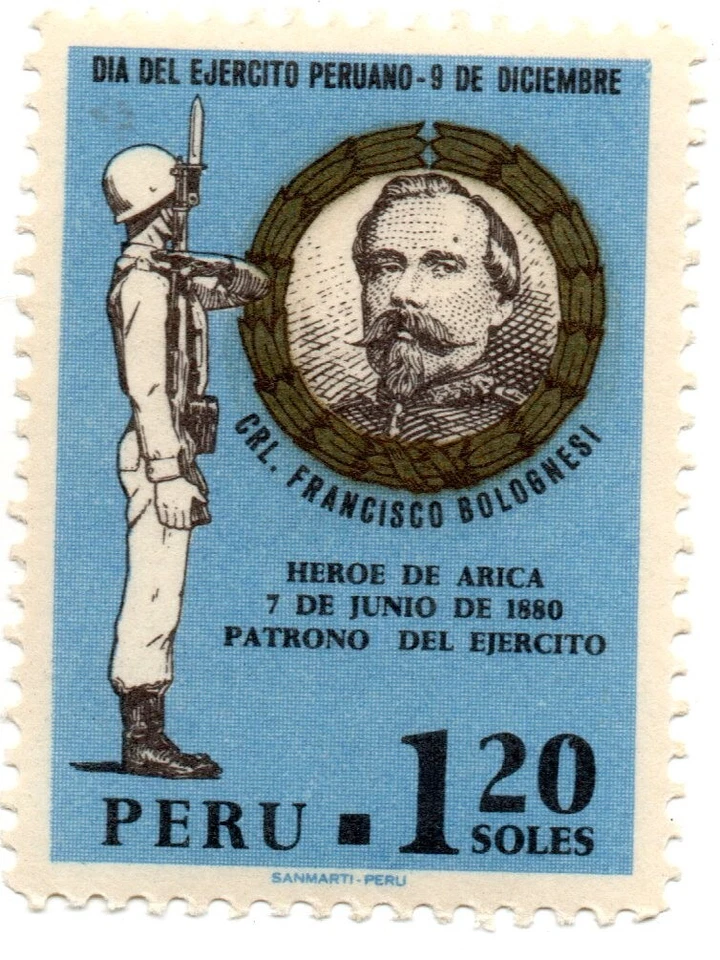 DIA DEL EJERCITO PERUANO - 9 DE DICIEMBRE
CRL. FRANCISCO BOLOGNESI
HEROE DE ARICA
7 DE JUNIO DE 1880
PATRONO DEL EJERCITO
PERU . 1 20
SOLES
SANMARTI - PERU